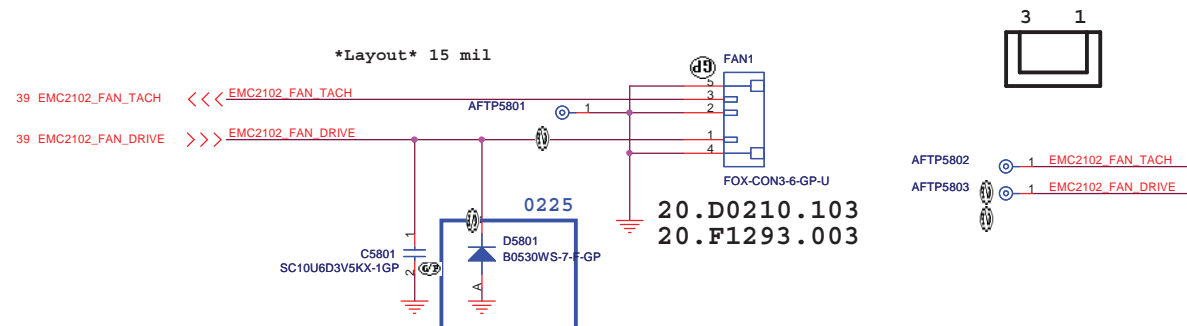 3 1
*Layout* 15 mil
FAN1
GP
5
39 EMC2102_FAN_TACH EMC2102_FAN_TACH
3
AFTP5801 1
2
39 EMC2102_FAN_DRIVE EMC2102_FAN_DRIVE
1
4
AFTP5802 1 EMC2102_FAN_TACH
FOX-CON3-6-GP-U
AFTP5803 1 EMC2102_FAN_DRIVE
20.D0210.103
20.F1293.003
0225
1
C5801
SC10U6D3V5KX-1GP
2
D5801
B0530WS-7-F-GP
A